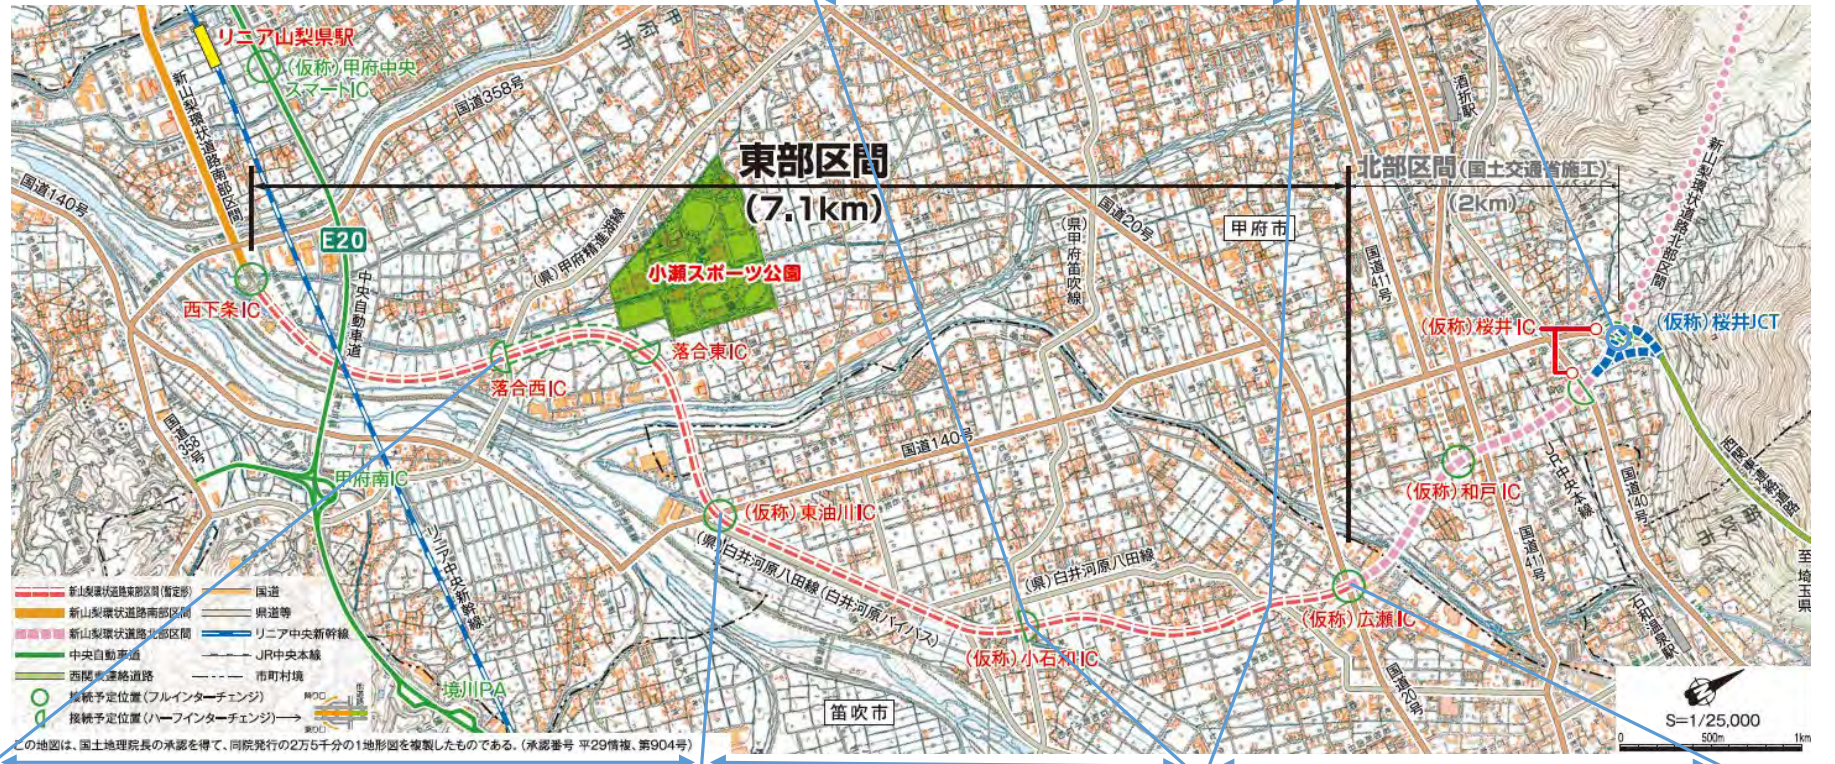 リニア山梨県駅
(仮称)甲府中央
スマートIC
新山梨環状道路南部区間
国道358号
甲府市
国道140号
東部区間
(7.1km)
北部区間(国土交通省施工)
(2km)
酒折駅
新山梨環状道路北部区間
E20
中央自動車道
(県)甲府精進湖線
小瀬スポーツ公園
国道20号
(県)甲府笛吹線
甲府市
国道411号
西下条IC
落合西IC
落合東IC
(仮称)桜井IC
(仮称)桜井JCT
国道358号
甲府南IC
国道140号
(仮称)東油川IC
(仮称)和戸IC
JR中央本線
国道140号
国道411号
西関東連絡道路
笛吹市
至 埼玉県
リニア中央新幹線
(県)白井河原八田線(白井河原バイパス)
(県)白井河原八田線
(仮称)小石和IC
(仮称)広瀬IC
石和温泉駅
国道20号
境川PA
笛吹市
新山梨環状道路東部区間(暫定形)
国道
新山梨環状道路南部区間
県道等
新山梨環状道路北部区間
リニア中央新幹線
中央自動車道
JR中央本線
西関東連絡道路
市町村境
接続予定位置(フルインターチェンジ)
接続予定位置(ハーフインターチェンジ)
この地図は、国土地理院長の承認を得て、同院発行の2万5千分の1地形図を複製したものである。(承認番号 平29情複、第904号)
S=1/25,000
0 500m 1km